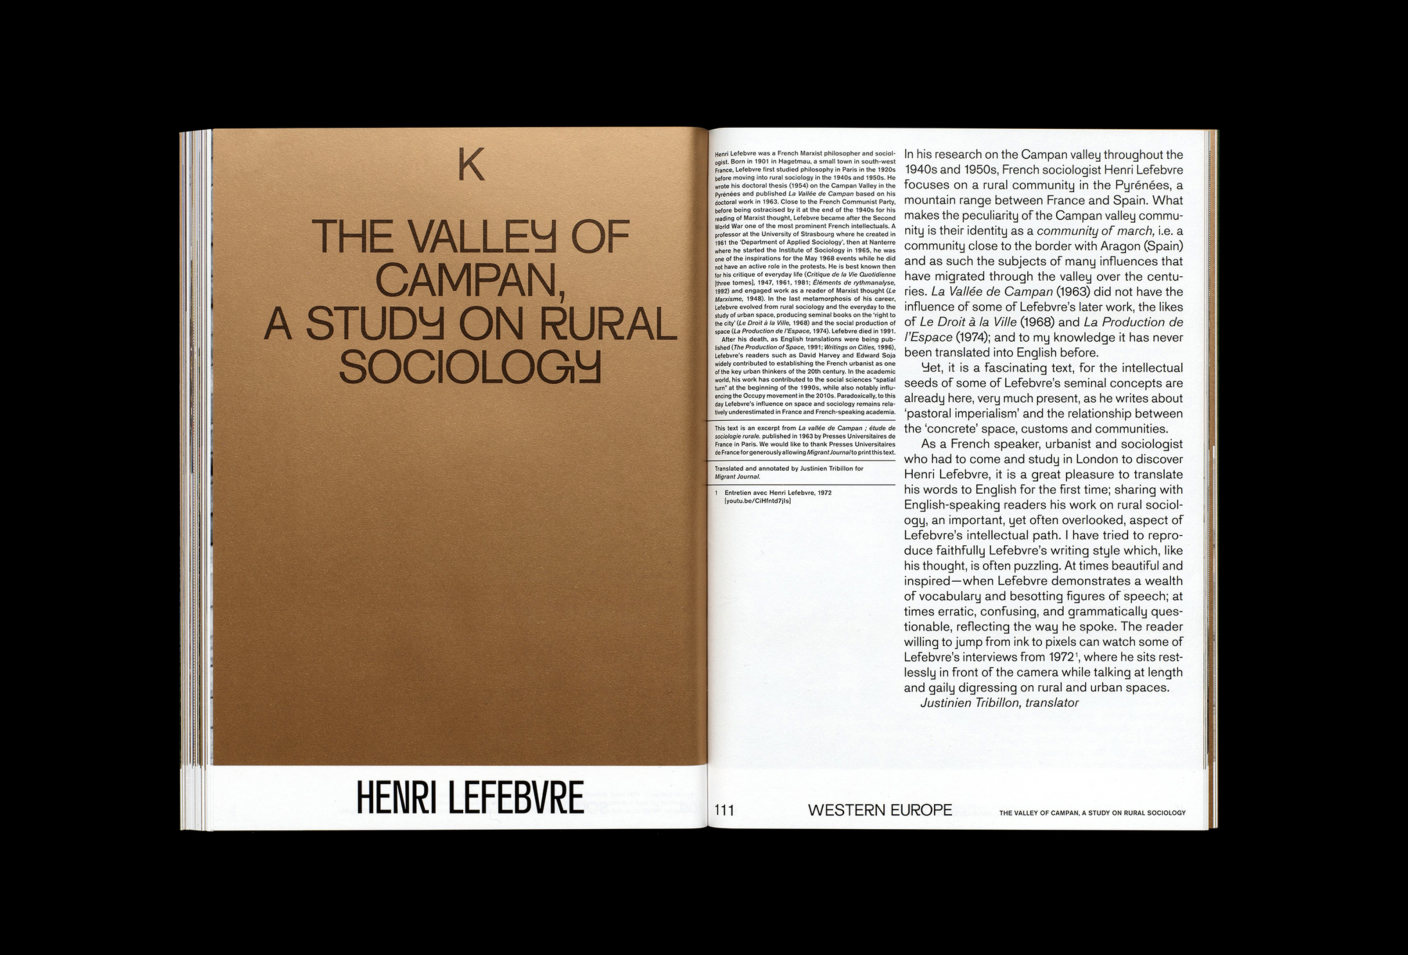 K
THE VALLEY OF
CAMPAN,
A STUDY ON RURAL
SOCIOLOGY
HENRI LEFEBVRE
Henri Lefebvre was a French Marxist philosopher and sociol-
ogist. Born in 1901 in Hagetmau, a small town in south-west
France, Lefebvre first studied philosophy in Paris in the 1920s
before moving into rural sociology in the 1940s and 1950s. He
wrote his doctoral thesis (1954) on the Campan Valley in the
Pyrénées and published La Vallée de Campan based on his
doctoral work in 1963. Close to the French Communist Party,
before being ostracised by it at the end of the 1940s for his
reading of Marxist thought, Lefebvre became after the Second
World War one of the most prominent French intellectuals. A
professor at the University of Strasbourg where he created in
1961 the 'Department of Applied Sociology', then at Nanterre
where he started the Institute of Sociology in 1965, he was
one of the inspirations for the May 1968 events while he did
not have an active role in the protests. He is best known then
for his critique of everyday life (Critique de la Vie Quotidienne
[three tomes], 1947, 1961, 1981; Éléments de rythmanalyse,
1992) and engaged work as a reader of Marxist thought (Le
Marxisme, 1948). In the last metamorphosis of his career,
Lefebvre evolved from rural sociology and the everyday to the
study of urban space, producing seminal books on the 'right to
the city' (Le Droit à la Ville, 1968) and the social production of
space (La Production de l'Espace, 1974). Lefebvre died in 1991.
After his death, as English translations were being pub-
lished (The Production of Space, 1991; Writings on Cities, 1996),
Lefebvre's readers such as David Harvey and Edward Soja
widely contributed to establishing the French urbanist as one
of the key urban thinkers of the 20th century. In the academic
world, his work has contributed to the social sciences "spatial
turn" at the beginning of the 1990s, while also notably influ-
encing the Occupy movement in the 2010s. Paradoxically, to this
day Lefebvre's influence on space and sociology remains rela-
tively underestimated in France and French-speaking academia.
This text is an excerpt from La vallée de Campan ; étude de
sociologie rurale. published in 1963 by Presses Universitaires de
France in Paris. We would like to thank Presses Universitaires
de France for generously allowing Migrant Journal to print this text.
Translated and annotated by Justinien Tribillon for
Migrant Journal.
1 Entretien avec Henri Lefebvre, 1972
In his research on the Campan valley throughout the
1940s and 1950s, French sociologist Henri Lefebvre
focuses on a rural community in the Pyrénées, a
mountain range between France and Spain. What
makes the peculiarity of the Campan valley commu-
nity is their identity as a community of march, i.e. a
community close to the border with Aragon (Spain)
and as such the subjects of many influences that
have migrated through the valley over the centu-
ries. La Vallée de Campan (1963) did not have the
influence of some of Lefebvre's later work, the likes
of Le Droit à la Ville (1968) and La Production de
l'Espace (1974); and to my knowledge it has never
been translated into English before.
Yet, it is a fascinating text, for the intellectual
seeds of some of Lefebvre's seminal concepts are
already here, very much present, as he writes about
'pastoral imperialism' and the relationship between
the 'concrete' space, customs and communities.
As a French speaker, urbanist and sociologist
who had to come and study in London to discover
Henri Lefebvre, it is a great pleasure to translate
his words to English for the first time; sharing with
English-speaking readers his work on rural sociol-
ogy, an important, yet often overlooked, aspect of
Lefebvre's intellectual path. I have tried to repro-
duce faithfully Lefebvre's writing style which, like
his thought, is often puzzling. At times beautiful and
inspired—when Lefebvre demonstrates a wealth
of vocabulary and besotting figures of speech; at
times erratic, confusing, and grammatically ques-
tionable, reflecting the way he spoke. The reader
willing to jump from ink to pixels can watch some of
Lefebvre's interviews from 1972¹, where he sits rest-
lessly in front of the camera while talking at length
and gaily digressing on rural and urban spaces.
Justinien Tribillon, translator
111
WESTERN EUROPE
THE VALLEY OF CAMPAN, A STUDY ON RURAL SOCIOLOGY